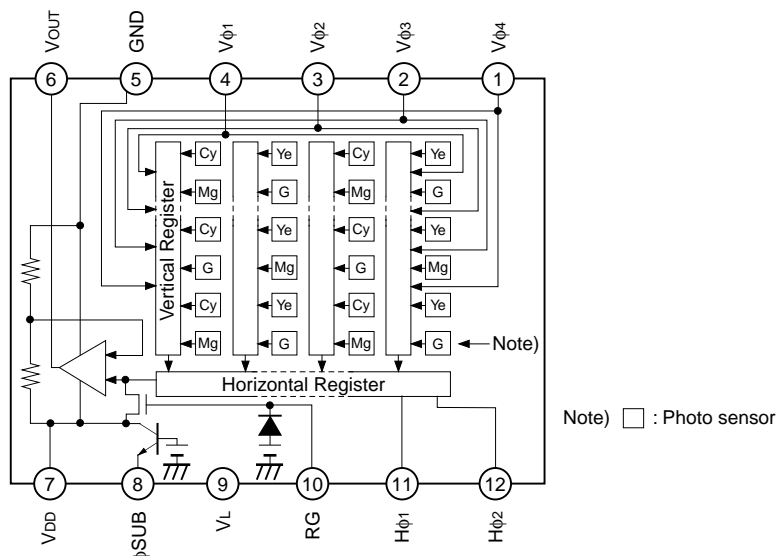 VOUT GND Vϕ1 Vϕ2 Vϕ3 Vϕ4
6 5 4 3 2 1
Cy Ye Cy Ye
Mg G Mg G
Cy Ye Cy Ye
G Mg G Mg
Cy Ye Cy Ye
Mg G Mg G
Vertical Register
Note)
Horizontal Register
Note) : Photo sensor
7 8 9 10 11 12
VDD ϕSUB VL RG Hϕ1 Hϕ2